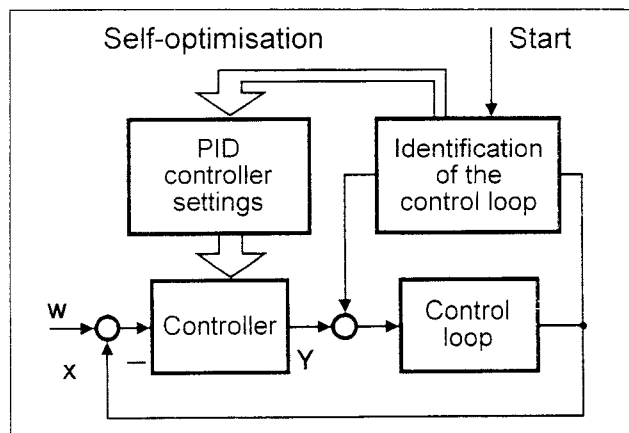 Self-optimisation
Start
PID
controller
settings
Identification
of the
control loop
w
Controller
Control
loop
x
—
Y